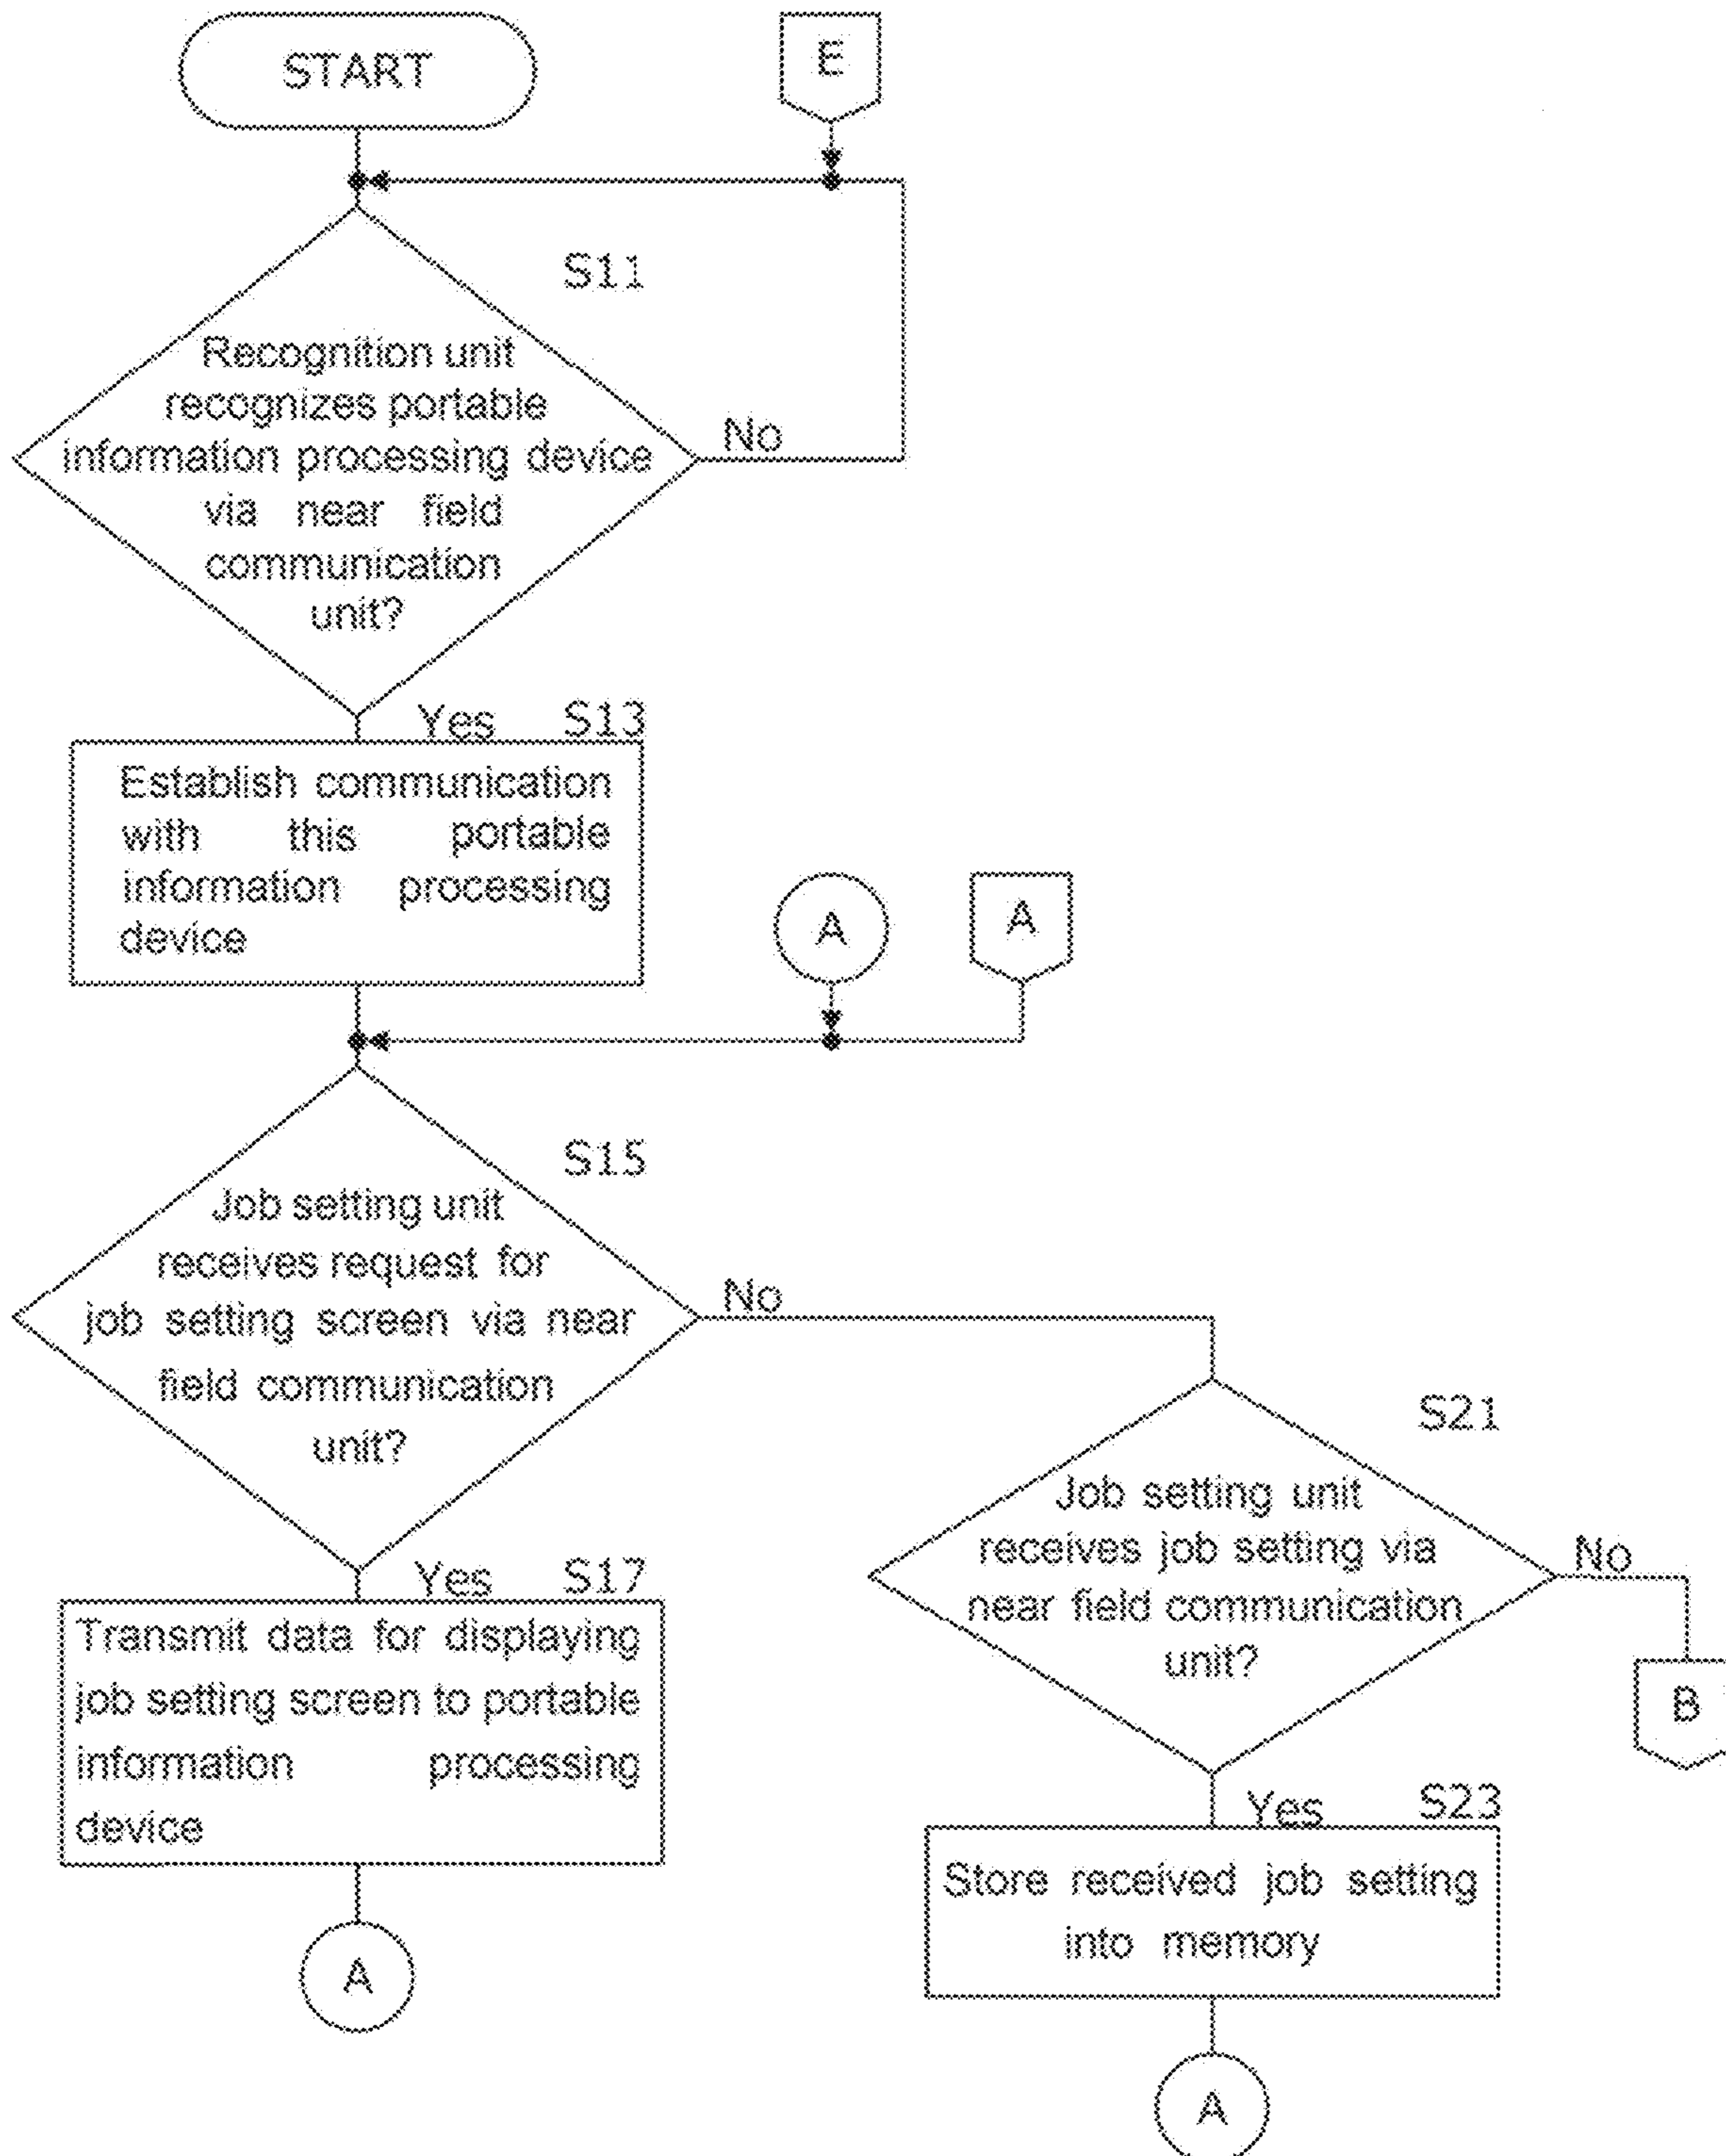 START
E
S11
Recognition unit
recognizes portable
information processing device
via near field
communication
unit?
No
Yes
S13
Establish communication
with this portable
information processing
device
A
A
S15
Job setting unit
receives request for
job setting screen via near
field communication
unit?
No
Yes
S17
Transmit data for displaying
job setting screen to portable
information processing
device
A
S21
Job setting unit
receives job setting via
near field communication
unit?
No
B
Yes
S23
Store received job setting
into memory
A